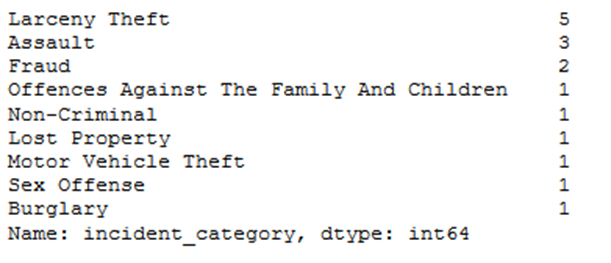 Larceny Theft 5
Assault 3
Fraud 2
Offences Against The Family And Children 1
Non-Criminal 1
Lost Property 1
Motor Vehicle Theft 1
Sex Offense 1
Burglary 1
Name: incident_category, dtype: int64